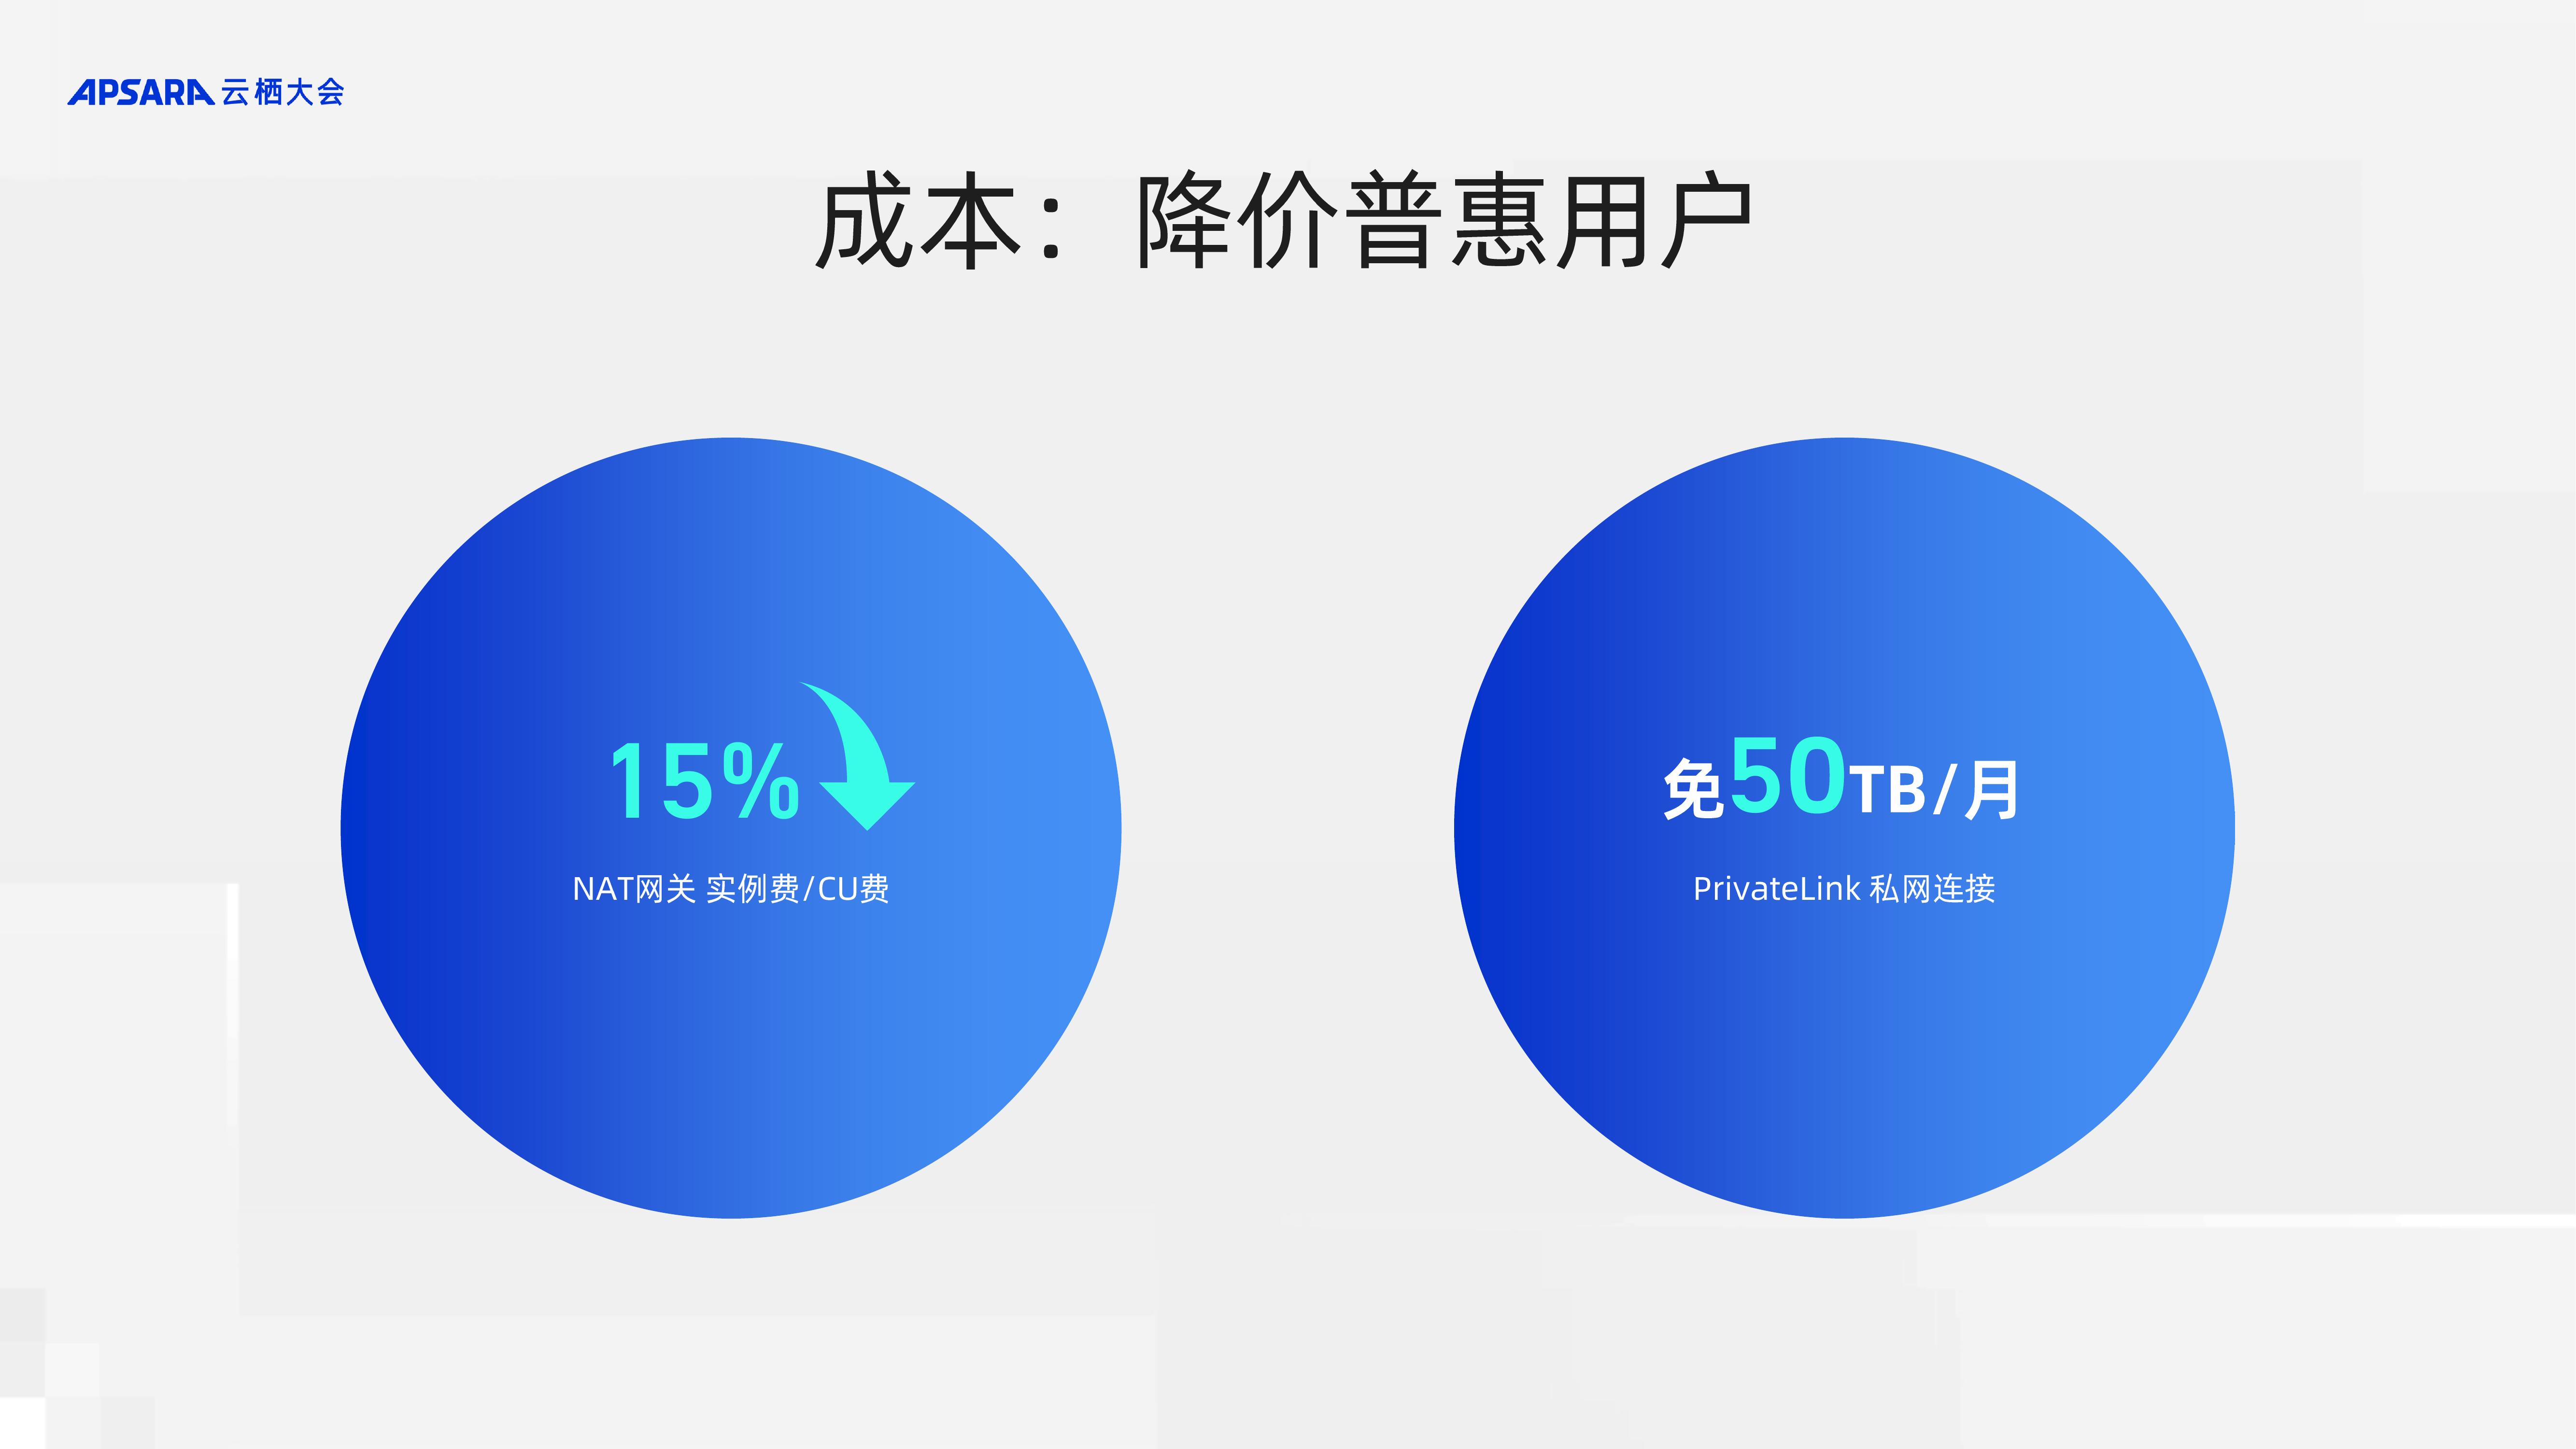 APSARA 云栖大会
成本：降价普惠用户
15%
NAT网关 实例费/CU费
免50TB/月
PrivateLink 私网连接